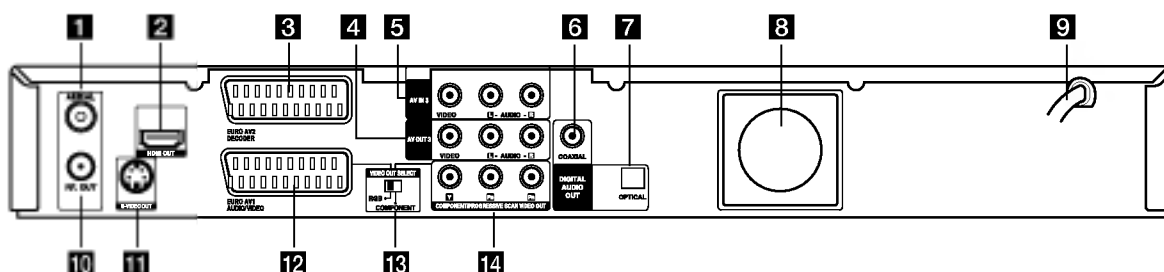 1 2 3 4 5 6 7 8 9
AERIAL
HDMI OUT
RF. OUT
S-VIDEO OUT
EURO AV2
DECODER
EURO AV1
AUDIO/VIDEO
AV IN 3
VIDEO L - AUDIO - R
AV OUT 3
VIDEO L - AUDIO - R
COAXIAL
DIGITAL
AUDIO
OUT
OPTICAL
VIDEO OUT SELECT
RGB
COMPONENT
Y
COMPONENT/PROGRESSIVE SCAN VIDEO OUT
10 11 12 13 14